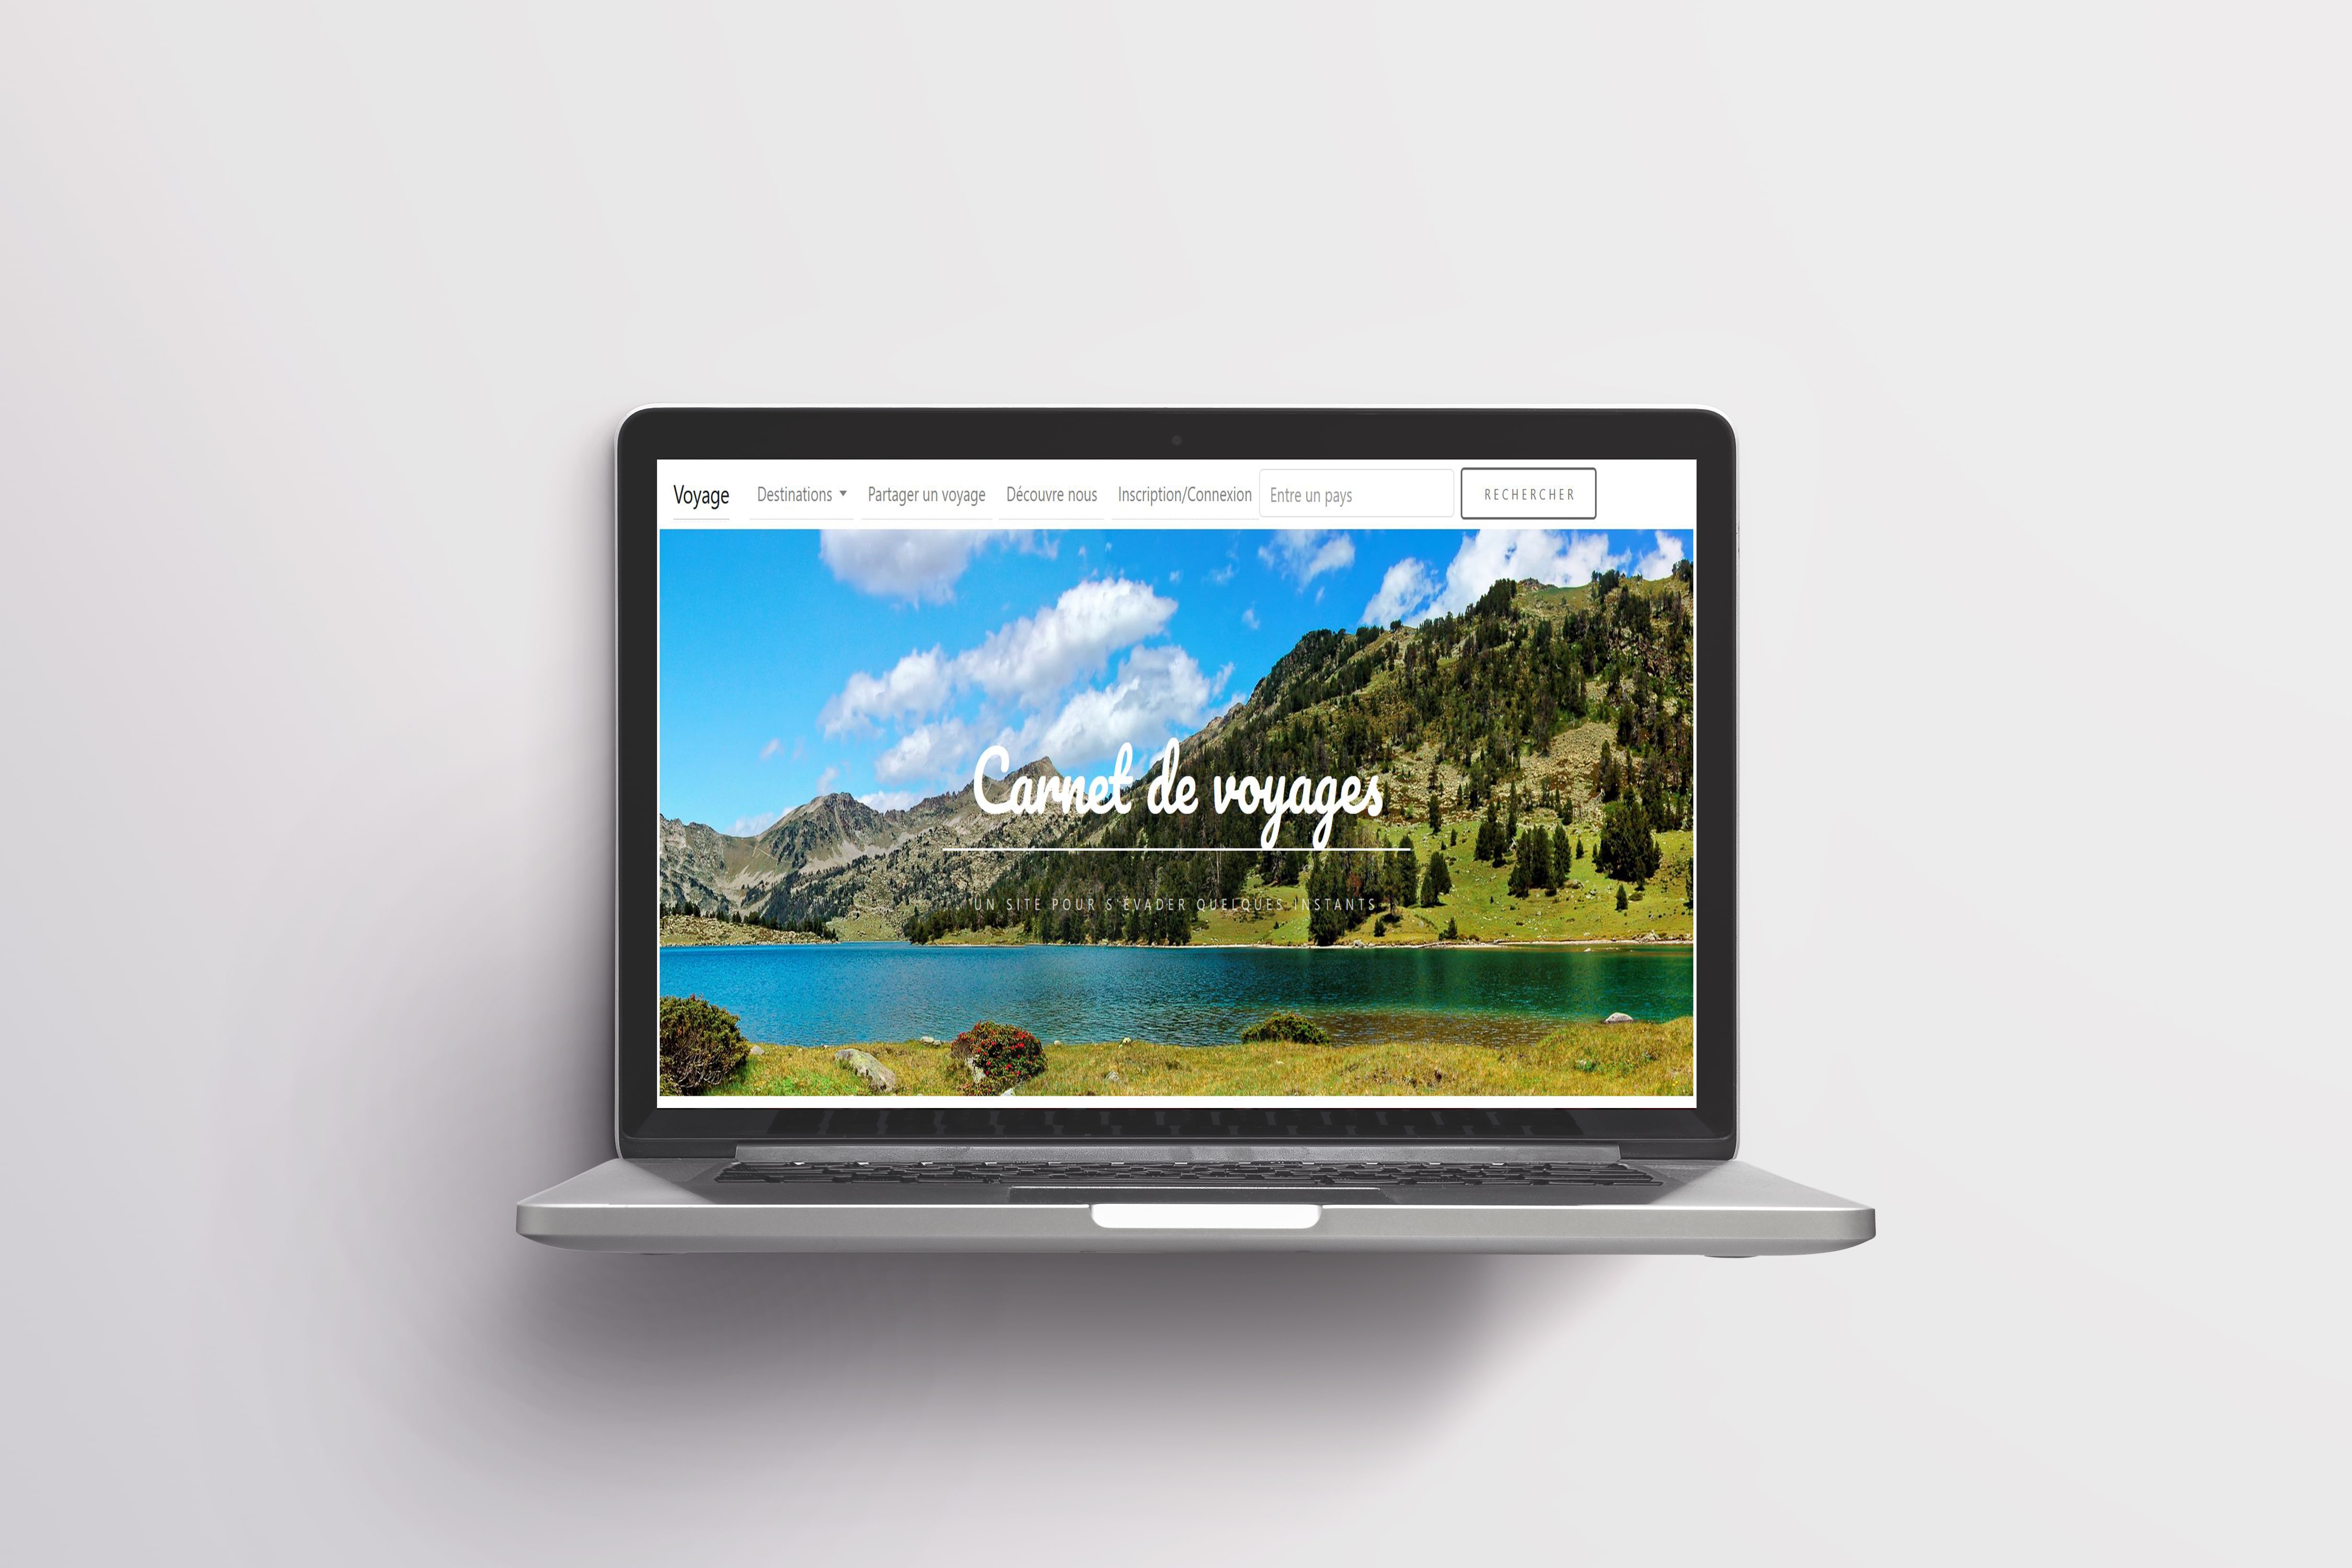 Voyage Destinations Partager un voyage Découvre nous Inscription/Connexion Entre un pays RECHERCHER
Carnet de voyages
UN SITE POUR S EVADER QUELQUES INSTANTS